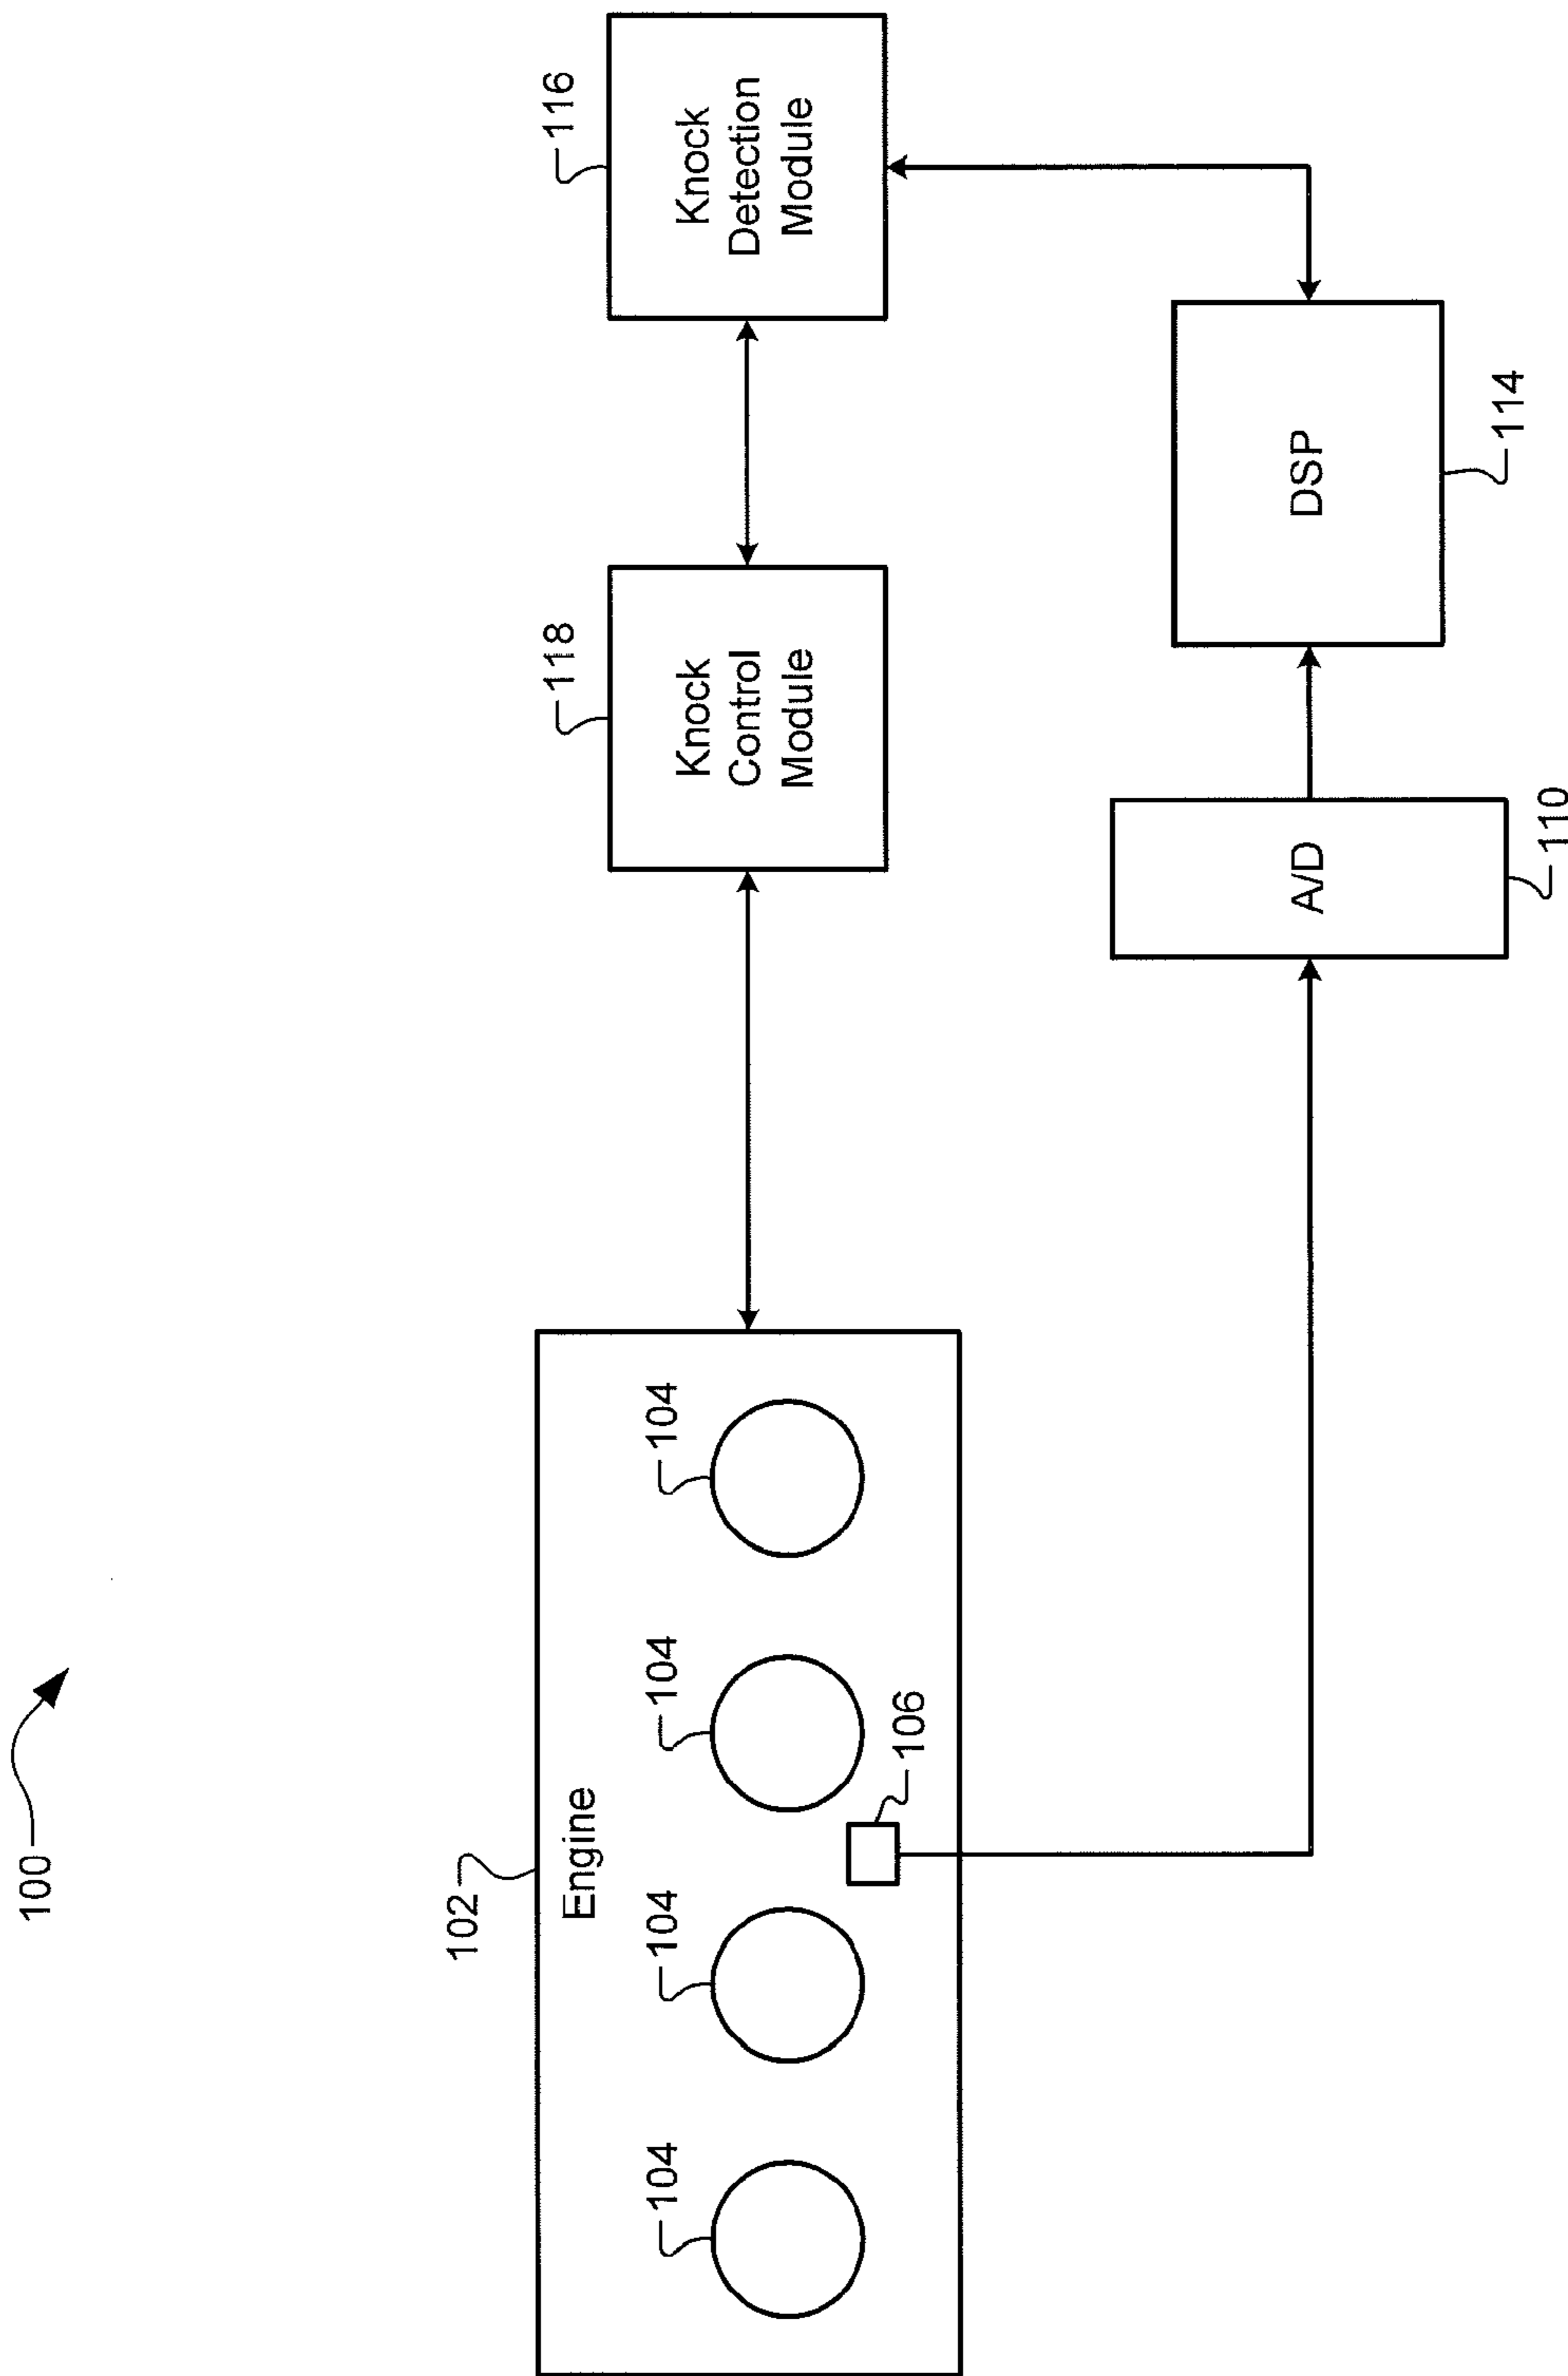 100
102
Engine
104
104
104
104
106
118
Knock
Control
Module
116
Knock
Detection
Module
A/D
110
DSP
114